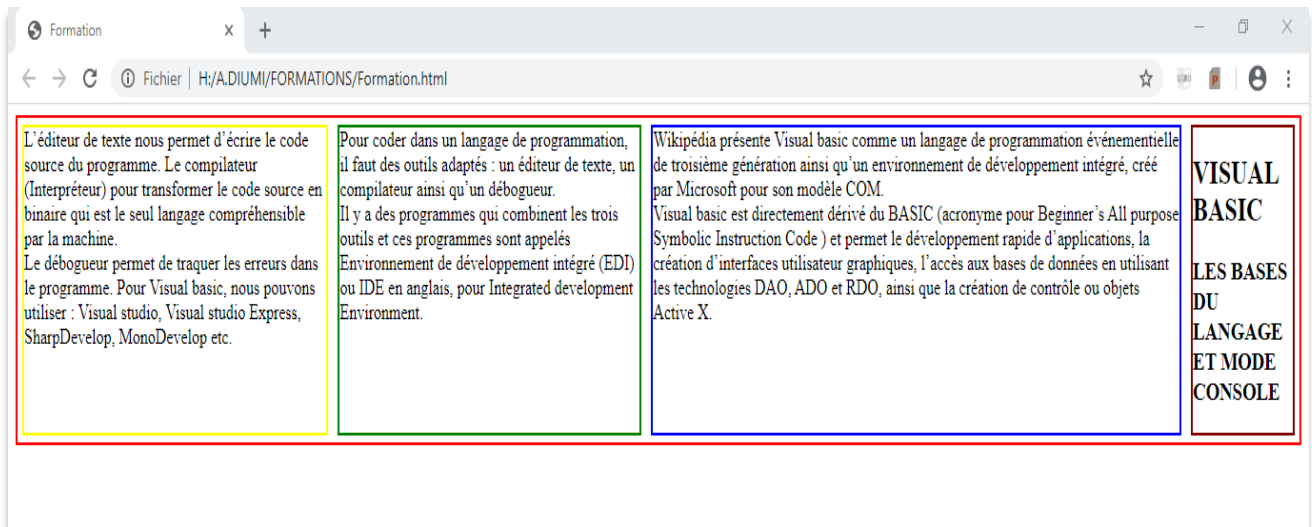 Formation
Fichier
H:/A.DIUMI/FORMATIONS/Formation.html
L’éditeur de texte nous permet d’écrire le code
source du programme. Le compilateur
(Interpréteur) pour transformer le code source en
binaire qui est le seul langage compréhensible
par la machine.
Le débogueur permet de traquer les erreurs dans
le programme. Pour Visual basic, nous pouvons
utiliser : Visual studio, Visual studio Express,
SharpDevelop, MonoDevelop etc.
Pour coder dans un langage de programmation,
il faut des outils adaptés : un éditeur de texte, un
compilateur ainsi qu’un débogueur.
Il y a des programmes qui combinent les trois
outils et ces programmes sont appelés
Environnement de développement intégré (EDI)
ou IDE en anglais, pour Integrated development
Environment.
Wikipédia présente Visual basic comme un langage de programmation événementielle
de troisième génération ainsi qu’un environnement de développement intégré, créé
par Microsoft pour son modèle COM.
Visual basic est directement dérivé du BASIC (acronyme pour Beginner’s All purpose
Symbolic Instruction Code ) et permet le développement rapide d’applications, la
création d’interfaces utilisateur graphiques, l’accès aux bases de données en utilisant
les technologies DAO, ADO et RDO, ainsi que la création de contrôle ou objets
Active X.
VISUAL
BASIC
LES BASES
DU
LANGAGE
ET MODE
CONSOLE